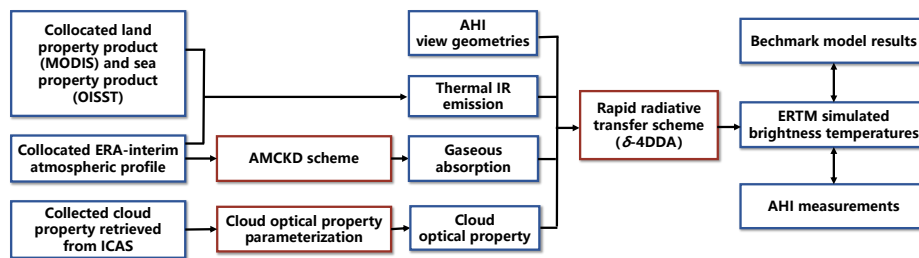 Collocated land
property product
(MODIS) and sea
property product
(OISST)
Collocated ERA-interim
atmospheric profile
Collected cloud
property retrieved
from ICAS
AMCKD scheme
Cloud optical property
parameterization
AHI
view geometries
Thermal IR
emission
Gaseous
absorption
Cloud
optical property
Rapid radiative
transfer scheme
(δ-4DDA)
Bechmark model results
ERTM simulated
brightness temperatures
AHI measurements